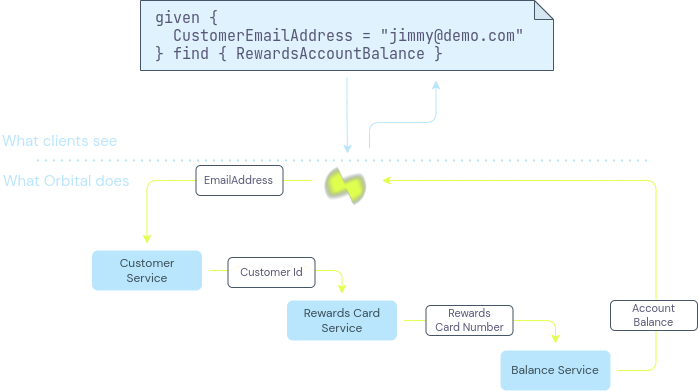 given {
  CustomerEmailAddress = "jimmy@demo.com"
} find { RewardsAccountBalance }
What clients see
What Orbital does
EmailAddress
Customer
Service
Customer Id
Rewards Card
Service
Rewards
Card Number
Account
Balance
Balance Service